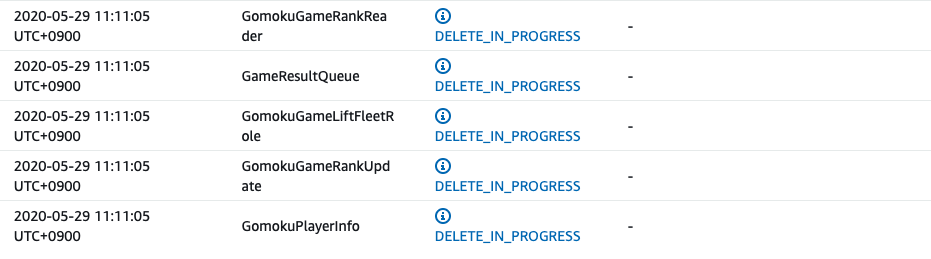 2020-05-29 11:11:05 GomokuGameRankRea
UTC+0900 der DELETE_IN_PROGRESS -
2020-05-29 11:11:05
UTC+0900 GameResultQueue DELETE_IN_PROGRESS -
2020-05-29 11:11:05 GomokuGameLiftFleetR
UTC+0900 ole DELETE_IN_PROGRESS -
2020-05-29 11:11:05 GomokuGameRankUpd
UTC+0900 ate DELETE_IN_PROGRESS -
2020-05-29 11:11:05
UTC+0900 GomokuPlayerInfo DELETE_IN_PROGRESS -